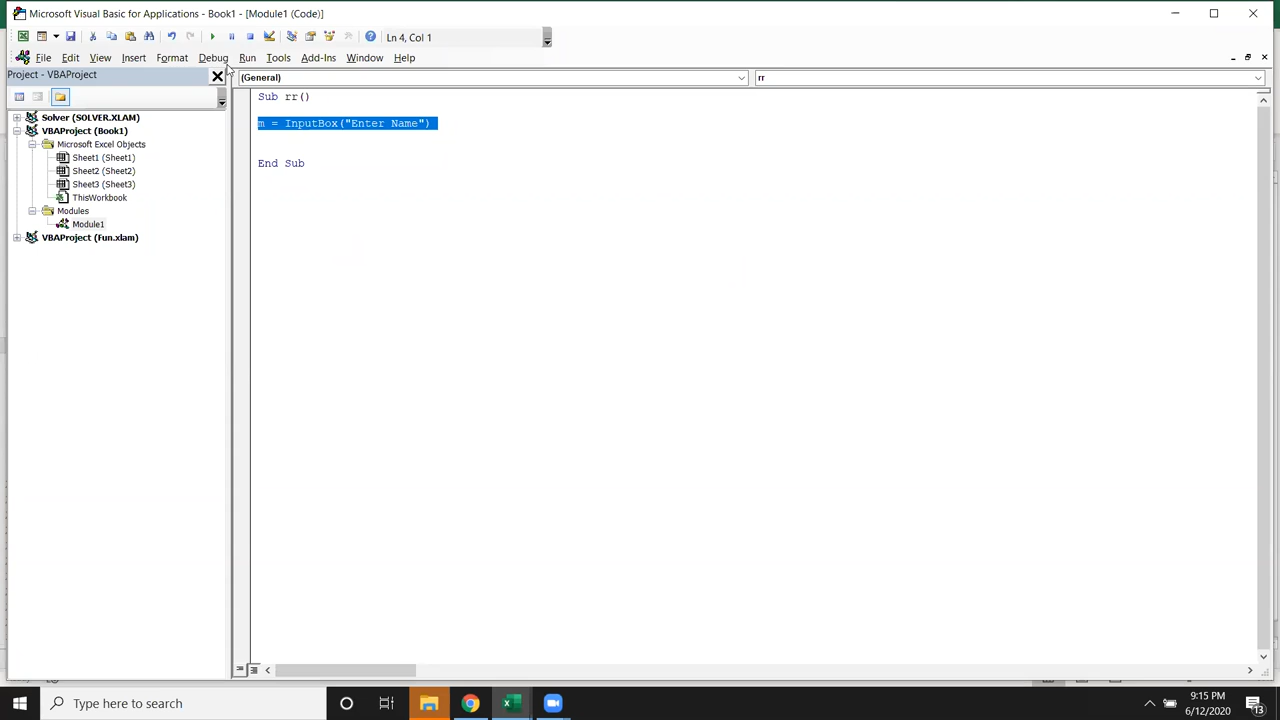 Microsoft Visual Basic for Applications - Book1 - [Module1 (Code)]
Ln 4, Col 1
File Edit View Insert Format Debug Run Tools Add-Ins Window Help
Project - VBAProject
(General)
rr
Solver (SOLVER.XLAM)
VBAProject (Book1)
Microsoft Excel Objects
Sheet1 (Sheet1)
Sheet2 (Sheet2)
Sheet3 (Sheet3)
ThisWorkbook
Modules
Module1
VBAProject (Fun.xlam)
Sub rr()
m = InputBox("Enter Name")
End Sub
Type here to search
9:15 PM
6/12/2020
13